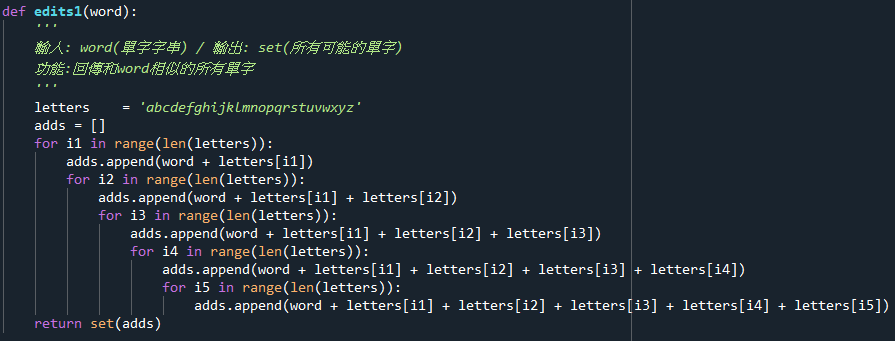 def edits1(word):
    '''
    輸入: word(單字字串) / 輸出: set(所有可能的單字)
    功能:回傳和word相似的所有單字
    '''
    letters    = 'abcdefghijklmnopqrstuvwxyz'
    adds = []
    for i1 in range(len(letters)):
        adds.append(word + letters[i1])
        for i2 in range(len(letters)):
            adds.append(word + letters[i1] + letters[i2])
            for i3 in range(len(letters)):
                adds.append(word + letters[i1] + letters[i2] + letters[i3])
                for i4 in range(len(letters)):
                    adds.append(word + letters[i1] + letters[i2] + letters[i3] + letters[i4])
                    for i5 in range(len(letters)):
                        adds.append(word + letters[i1] + letters[i2] + letters[i3] + letters[i4] + letters[i5])
    return set(adds)